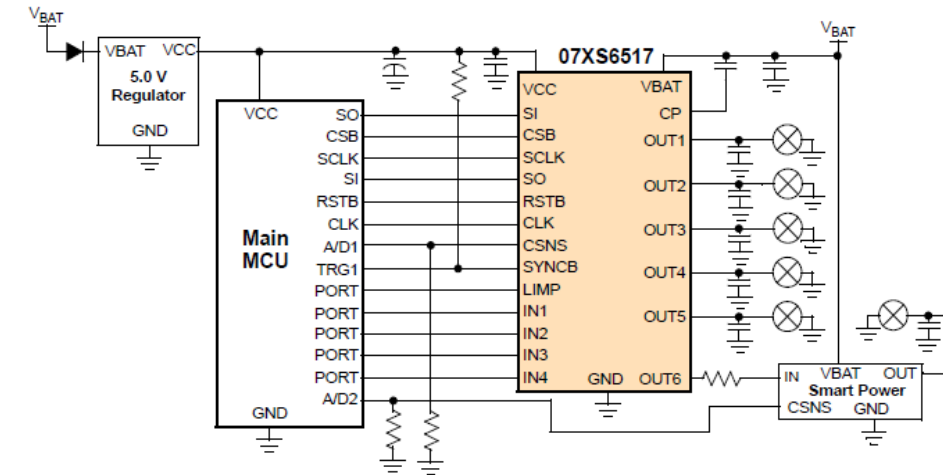 VBAT
VBAT VCC
5.0 V
Regulator
GND
Main
MCU
VCC
SO
CSB
SCLK
SI
RSTB
CLK
A/D1
TRG1
PORT
PORT
PORT
PORT
PORT
A/D2
GND
07XS6517
VCC
SI
CSB
SCLK
SO
RSTB
CLK
CSNS
SYNCB
LIMP
IN1
IN2
IN3
IN4
GND
VBAT
CP
OUT1
OUT2
OUT3
OUT4
OUT5
OUT6
VBAT
IN
VBAT OUT
Smart Power
CSNS GND